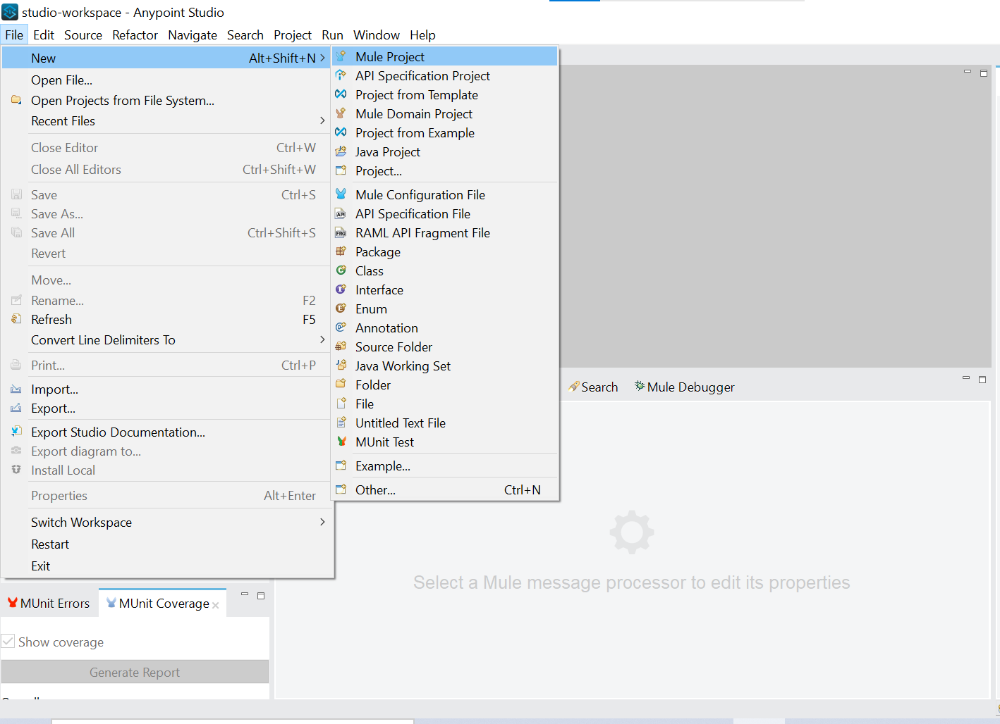 studio-workspace - Anypoint Studio
File Edit Source Refactor Navigate Search Project Run Window Help
New Alt+Shift+N
Open File...
Open Projects from File System...
Recent Files
Close Editor Ctrl+W
Close All Editors Ctrl+Shift+W
Save Ctrl+S
Save As...
Save All Ctrl+Shift+S
Revert
Move...
Rename... F2
Refresh F5
Convert Line Delimiters To
Print... Ctrl+P
Import...
Export...
Export Studio Documentation...
Export diagram to...
Install Local
Properties Alt+Enter
Switch Workspace
Restart
Exit
Mule Project
API Specification Project
Project from Template
Mule Domain Project
Project from Example
Java Project
Project...
Mule Configuration File
API Specification File
RAML API Fragment File
Package
Class
Interface
Enum
Annotation
Source Folder
Java Working Set
Folder
File
Untitled Text File
MUnit Test
Example...
Other... Ctrl+N
Search Mule Debugger
Select a Mule message processor to edit its properties
MUnit Errors MUnit Coverage
Show coverage
Generate Report